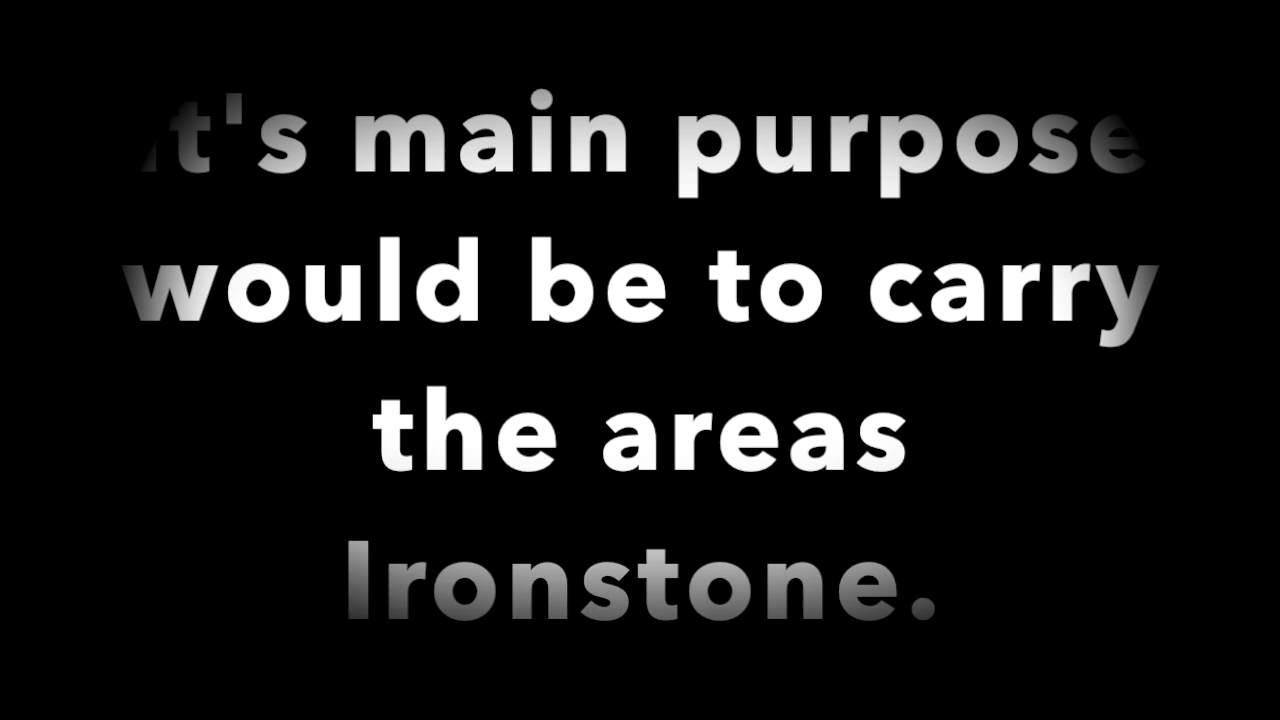 It's main purpose
would be to carry
the areas
Ironstone.